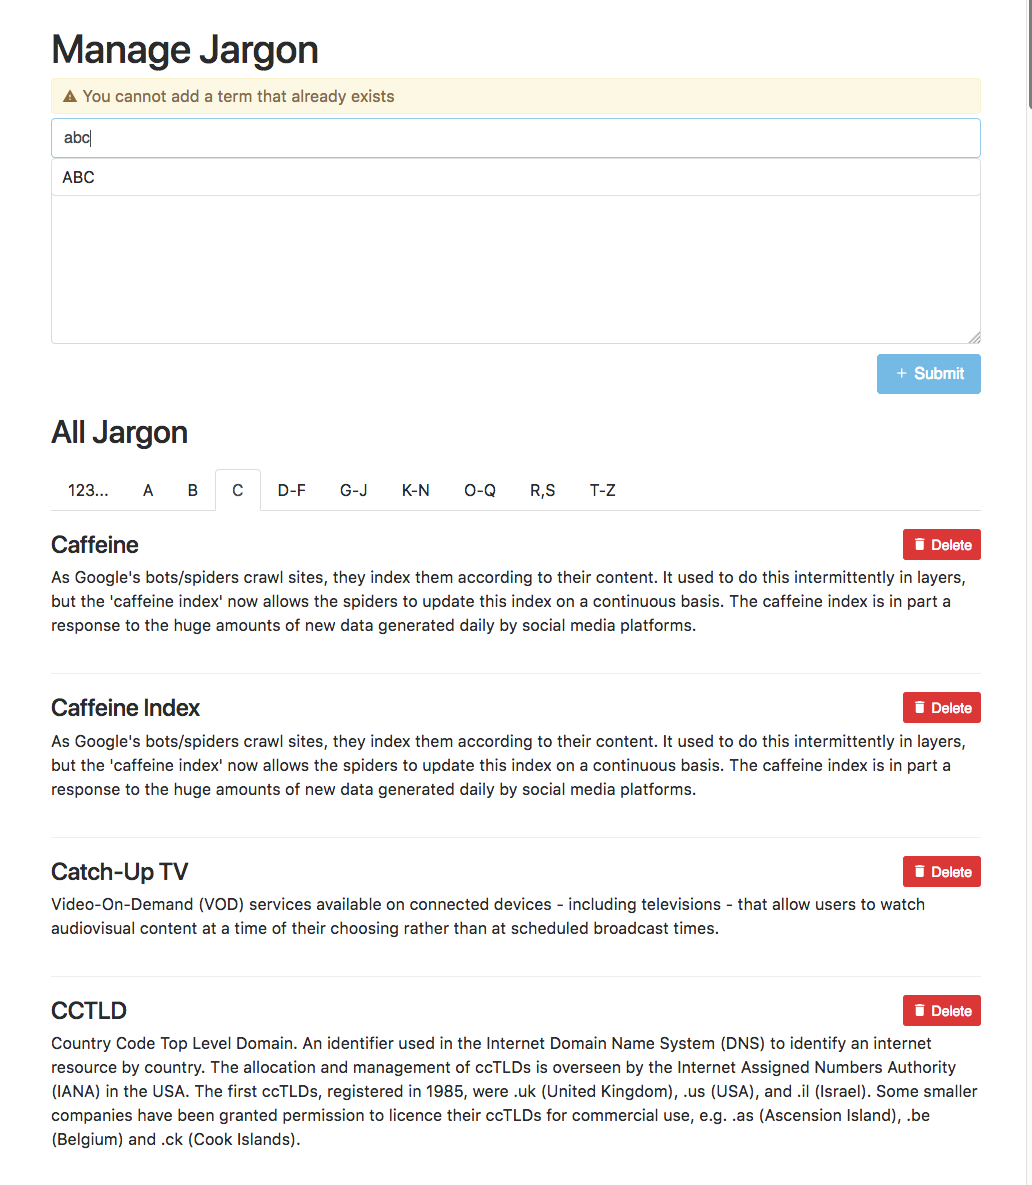 Manage Jargon
You cannot add a term that already exists
abc
ABC
+ Submit
All Jargon
123... A B C D-F G-J K-N O-Q R,S T-Z
Caffeine Delete
As Google's bots/spiders crawl sites, they index them according to their content. It used to do this intermittently in layers,
but the 'caffeine index' now allows the spiders to update this index on a continuous basis. The caffeine index is in part a
response to the huge amounts of new data generated daily by social media platforms.
Caffeine Index Delete
As Google's bots/spiders crawl sites, they index them according to their content. It used to do this intermittently in layers,
but the 'caffeine index' now allows the spiders to update this index on a continuous basis. The caffeine index is in part a
response to the huge amounts of new data generated daily by social media platforms.
Catch-Up TV Delete
Video-On-Demand (VOD) services available on connected devices - including televisions - that allow users to watch
audiovisual content at a time of their choosing rather than at scheduled broadcast times.
CCTLD Delete
Country Code Top Level Domain. An identifier used in the Internet Domain Name System (DNS) to identify an internet
resource by country. The allocation and management of ccTLDs is overseen by the Internet Assigned Numbers Authority
(IANA) in the USA. The first ccTLDs, registered in 1985, were .uk (United Kingdom), .us (USA), and .il (Israel). Some smaller
companies have been granted permission to licence their ccTLDs for commercial use, e.g. .as (Ascension Island), .be
(Belgium) and .ck (Cook Islands).